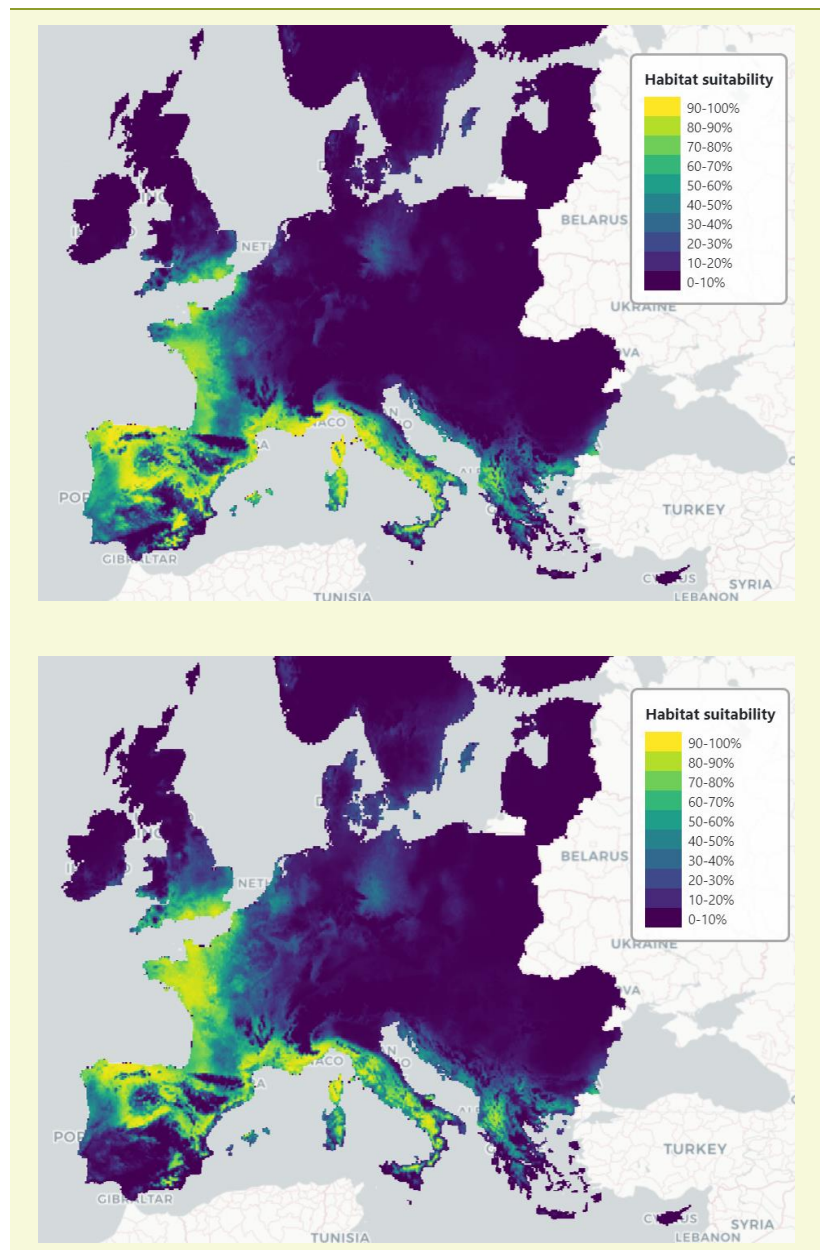 Habitat suitability
90-100%
80-90%
70-80%
60-70%
50-60%
40-50%
30-40%
20-30%
10-20%
0-10%
BELARUS
NETH
UKRAINE
TURKEY
GIBRALTAR
SYRIA
TUNISIA
LEBANON
Habitat suitability
90-100%
80-90%
70-80%
60-70%
50-60%
40-50%
30-40%
20-30%
10-20%
0-10%
BELARUS
NETH
UKRAINE
TURKEY
GIBRALTAR
SYRIA
TUNISIA
LEBANON